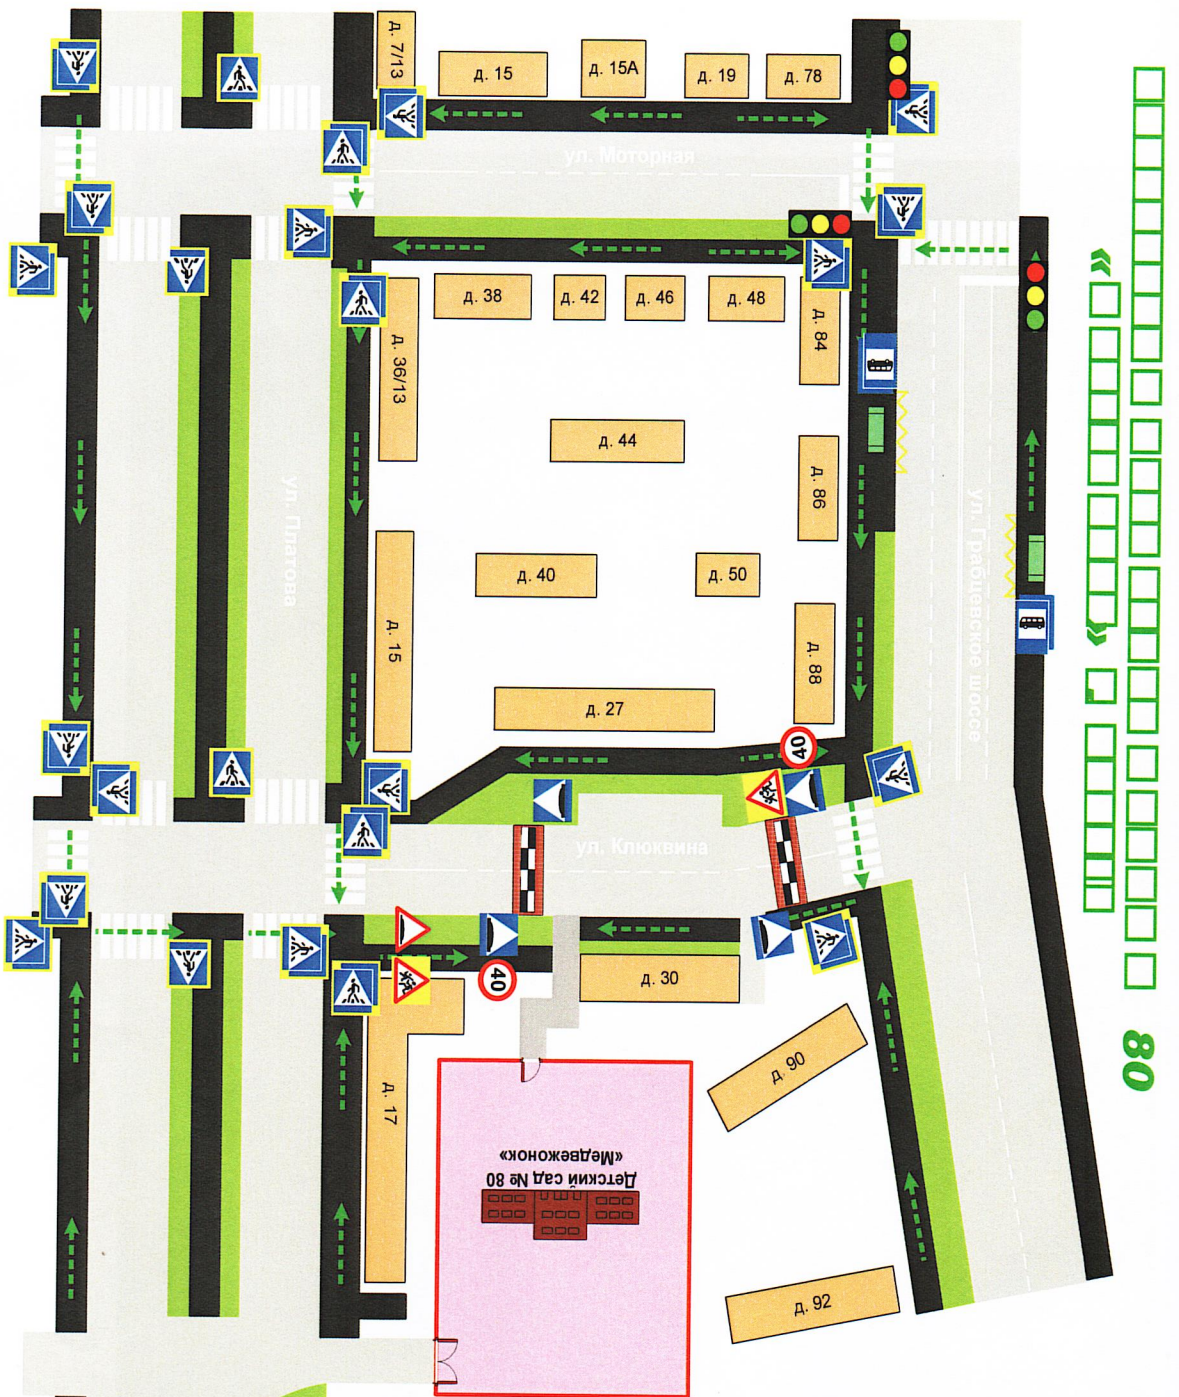 д. 7/13
д. 15
д. 15А
д. 19
д. 78
ул. Моторная
д. 38
д. 42
д. 46
д. 48
д. 84
д. 36/13
д. 44
д. 86
ул. Платова
ул. Грабцевское шоссе
д. 40
д. 50
д. 15
д. 88
д. 27
40
ул. Клюквина
д. 30
40
80
д. 90
д. 17
Детский сад № 80
«Медвежонок»
д. 92